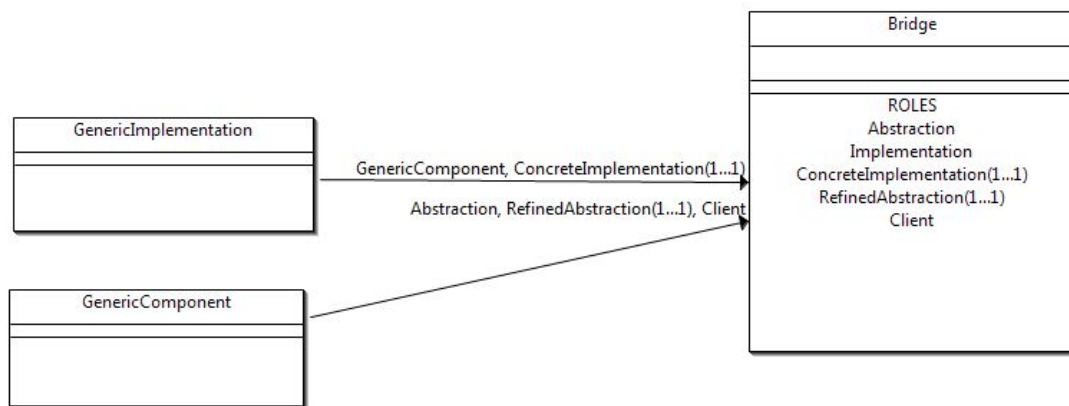 Bridge
ROLES
Abstraction
Implementation
ConcreteImplementation(1...1)
RefinedAbstraction(1...1)
Client
GenericImplementation
GenericComponent, ConcreteImplementation(1...1)
Abstraction, RefinedAbstraction(1...1), Client
GenericComponent